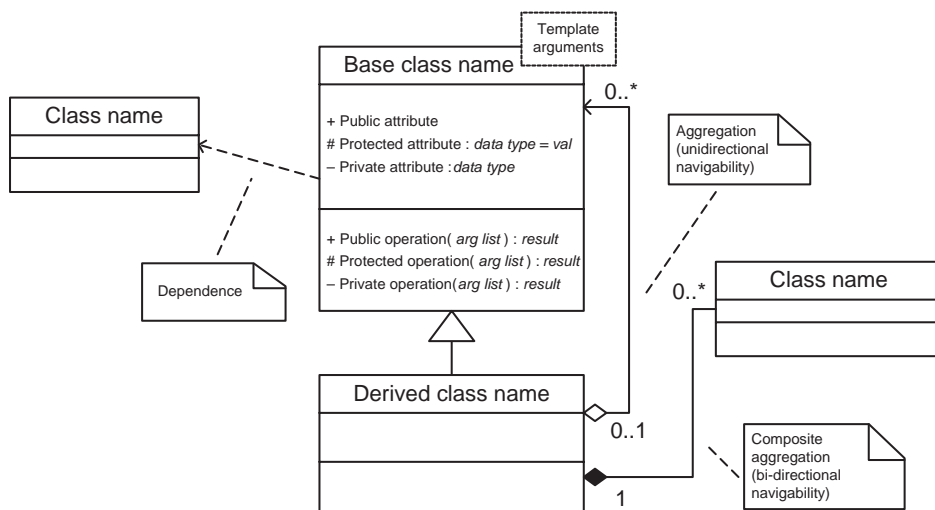 Template
arguments
Base class name
0..*
Class name
+ Public attribute
# Protected attribute : data type = val
– Private attribute : data type
Aggregation
(unidirectional
navigability)
+ Public operation( arg list ) : result
# Protected operation( arg list ) : result
– Private operation( arg list ) : result
Dependence
0..*
Class name
Derived class name
0..1
Composite
aggregation
(bi-directional
navigability)
1